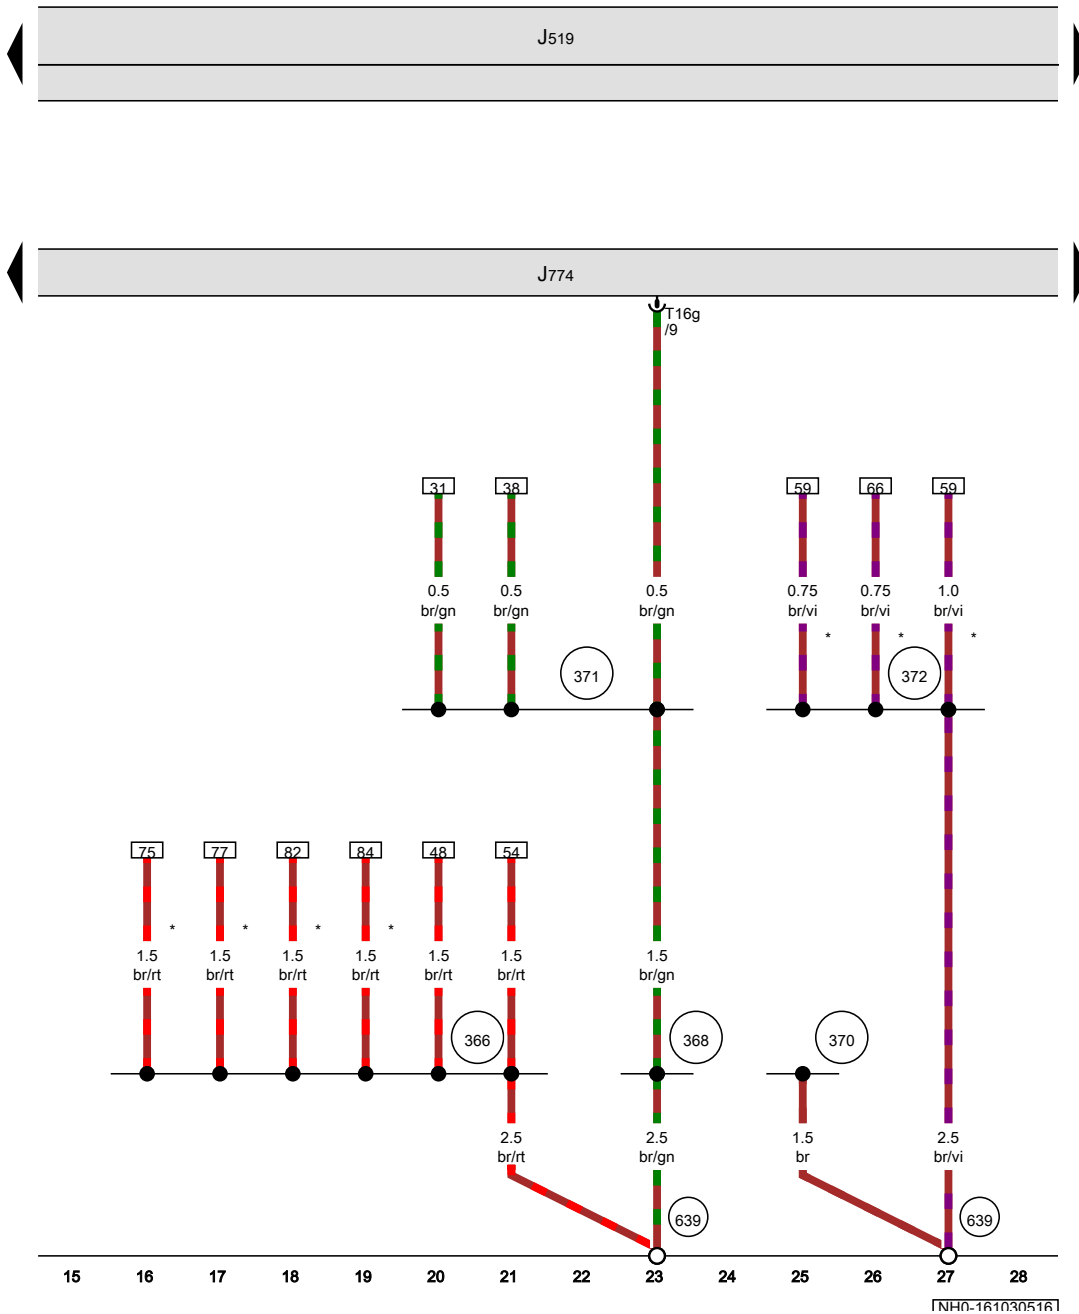 J519
J774
T16g
/9
31 38 59 66 59
0.5 0.5 0.5 0.75 0.75 1.0
br/gn br/gn br/gn br/vi br/vi br/vi
* * *
371 372
75 77 82 84 48 54
* * * *
1.5 1.5 1.5 1.5 1.5 1.5 1.5
br/rt br/rt br/rt br/rt br/rt br/rt br/gn
366 368 370
2.5 2.5 1.5 2.5
br/rt br/gn br br/vi
639 639
15 16 17 18 19 20 21 22 23 24 25 26 27 28
NH0-161030516